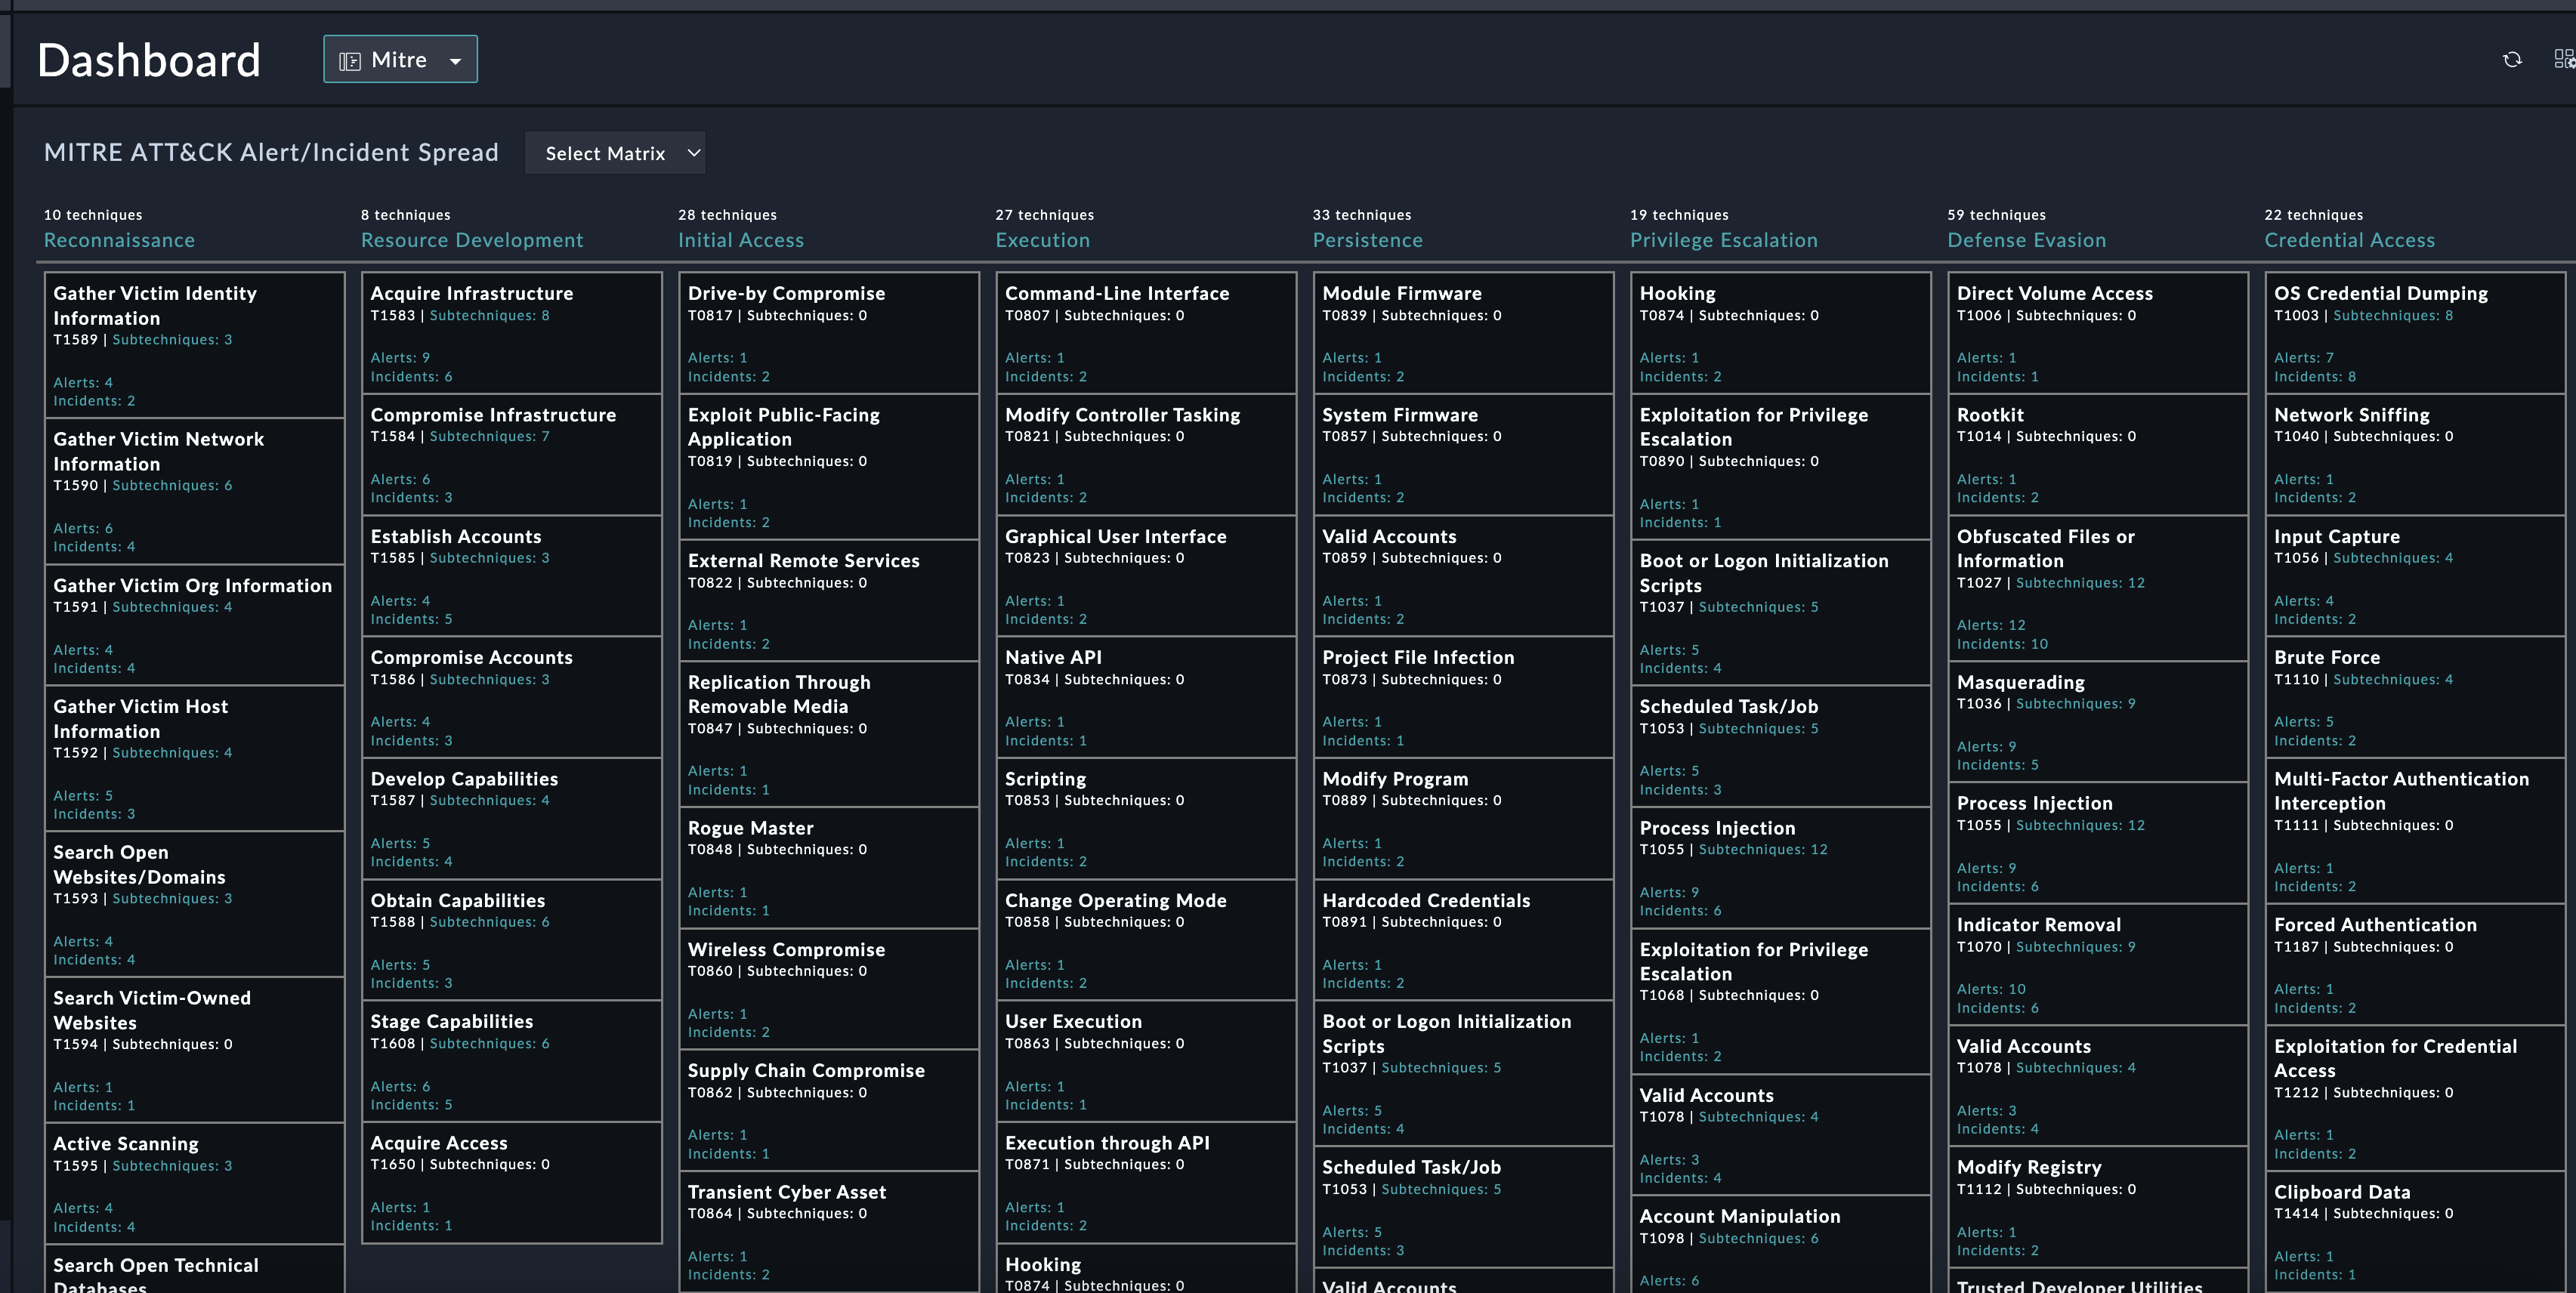 Dashboard
Mitre
MITRE ATT&CK Alert/Incident Spread
Select Matrix
10 techniques
Reconnaissance
Gather Victim Identity
Information
T1589 | Subtechniques: 3
Alerts: 4
Incidents: 2
Gather Victim Network
Information
T1590 | Subtechniques: 6
Alerts: 6
Incidents: 4
Gather Victim Org Information
T1591 | Subtechniques: 4
Alerts: 4
Incidents: 4
Gather Victim Host
Information
T1592 | Subtechniques: 4
Alerts: 5
Incidents: 3
Search Open
Websites/Domains
T1593 | Subtechniques: 3
Alerts: 4
Incidents: 4
Search Victim-Owned
Websites
T1594 | Subtechniques: 0
Alerts: 1
Incidents: 1
Active Scanning
T1595 | Subtechniques: 3
Alerts: 4
Incidents: 4
Search Open Technical
Databases
8 techniques
Resource Development
Acquire Infrastructure
T1583 | Subtechniques: 8
Alerts: 9
Incidents: 6
Compromise Infrastructure
T1584 | Subtechniques: 7
Alerts: 6
Incidents: 3
Establish Accounts
T1585 | Subtechniques: 3
Alerts: 4
Incidents: 5
Compromise Accounts
T1586 | Subtechniques: 3
Alerts: 4
Incidents: 3
Develop Capabilities
T1587 | Subtechniques: 4
Alerts: 5
Incidents: 4
Obtain Capabilities
T1588 | Subtechniques: 6
Alerts: 5
Incidents: 3
Stage Capabilities
T1608 | Subtechniques: 6
Alerts: 6
Incidents: 5
Acquire Access
T1650 | Subtechniques: 0
Alerts: 1
Incidents: 1
28 techniques
Initial Access
Drive-by Compromise
T0817 | Subtechniques: 0
Alerts: 1
Incidents: 2
Exploit Public-Facing
Application
T0819 | Subtechniques: 0
Alerts: 1
Incidents: 2
External Remote Services
T0822 | Subtechniques: 0
Alerts: 1
Incidents: 2
Replication Through
Removable Media
T0847 | Subtechniques: 0
Alerts: 1
Incidents: 1
Rogue Master
T0848 | Subtechniques: 0
Alerts: 1
Incidents: 1
Wireless Compromise
T0860 | Subtechniques: 0
Alerts: 1
Incidents: 2
Supply Chain Compromise
T0862 | Subtechniques: 0
Alerts: 1
Incidents: 1
Transient Cyber Asset
T0864 | Subtechniques: 0
Alerts: 1
Incidents: 2
27 techniques
Execution
Command-Line Interface
T0807 | Subtechniques: 0
Alerts: 1
Incidents: 2
Modify Controller Tasking
T0821 | Subtechniques: 0
Alerts: 1
Incidents: 2
Graphical User Interface
T0823 | Subtechniques: 0
Alerts: 1
Incidents: 2
Native API
T0834 | Subtechniques: 0
Alerts: 1
Incidents: 1
Scripting
T0853 | Subtechniques: 0
Alerts: 1
Incidents: 2
Change Operating Mode
T0858 | Subtechniques: 0
Alerts: 1
Incidents: 2
User Execution
T0863 | Subtechniques: 0
Alerts: 1
Incidents: 1
Execution through API
T0871 | Subtechniques: 0
Alerts: 1
Incidents: 2
Hooking
T0874 | Subtechniques: 0
33 techniques
Persistence
Module Firmware
T0839 | Subtechniques: 0
Alerts: 1
Incidents: 2
System Firmware
T0857 | Subtechniques: 0
Alerts: 1
Incidents: 2
Valid Accounts
T0859 | Subtechniques: 0
Alerts: 1
Incidents: 2
Project File Infection
T0873 | Subtechniques: 0
Alerts: 1
Incidents: 1
Modify Program
T0889 | Subtechniques: 0
Alerts: 1
Incidents: 2
Hardcoded Credentials
T0891 | Subtechniques: 0
Alerts: 1
Incidents: 2
Boot or Logon Initialization
Scripts
T1037 | Subtechniques: 5
Alerts: 5
Incidents: 4
Scheduled Task/Job
T1053 | Subtechniques: 5
Alerts: 5
Incidents: 3
Valid Accounts
19 techniques
Privilege Escalation
Hooking
T0874 | Subtechniques: 0
Alerts: 1
Incidents: 2
Exploitation for Privilege
Escalation
T0890 | Subtechniques: 0
Alerts: 1
Incidents: 1
Boot or Logon Initialization
Scripts
T1037 | Subtechniques: 5
Alerts: 5
Incidents: 4
Scheduled Task/Job
T1053 | Subtechniques: 5
Alerts: 5
Incidents: 3
Process Injection
T1055 | Subtechniques: 12
Alerts: 9
Incidents: 6
Exploitation for Privilege
Escalation
T1068 | Subtechniques: 0
Alerts: 1
Incidents: 2
Valid Accounts
T1078 | Subtechniques: 4
Alerts: 3
Incidents: 4
Account Manipulation
T1098 | Subtechniques: 6
Alerts: 6
59 techniques
Defense Evasion
Direct Volume Access
T1006 | Subtechniques: 0
Alerts: 1
Incidents: 1
Rootkit
T1014 | Subtechniques: 0
Alerts: 1
Incidents: 2
Obfuscated Files or
Information
T1027 | Subtechniques: 12
Alerts: 12
Incidents: 10
Masquerading
T1036 | Subtechniques: 9
Alerts: 9
Incidents: 5
Process Injection
T1055 | Subtechniques: 12
Alerts: 9
Incidents: 6
Indicator Removal
T1070 | Subtechniques: 9
Alerts: 10
Incidents: 6
Valid Accounts
T1078 | Subtechniques: 4
Alerts: 3
Incidents: 4
Modify Registry
T1112 | Subtechniques: 0
Alerts: 1
Incidents: 2
Trusted Developer Utilities
22 techniques
Credential Access
OS Credential Dumping
T1003 | Subtechniques: 8
Alerts: 7
Incidents: 8
Network Sniffing
T1040 | Subtechniques: 0
Alerts: 1
Incidents: 2
Input Capture
T1056 | Subtechniques: 4
Alerts: 4
Incidents: 2
Brute Force
T1110 | Subtechniques: 4
Alerts: 5
Incidents: 2
Multi-Factor Authentication
Interception
T1111 | Subtechniques: 0
Alerts: 1
Incidents: 2
Forced Authentication
T1187 | Subtechniques: 0
Alerts: 1
Incidents: 2
Exploitation for Credential
Access
T1212 | Subtechniques: 0
Alerts: 1
Incidents: 2
Clipboard Data
T1414 | Subtechniques: 0
Alerts: 1
Incidents: 1